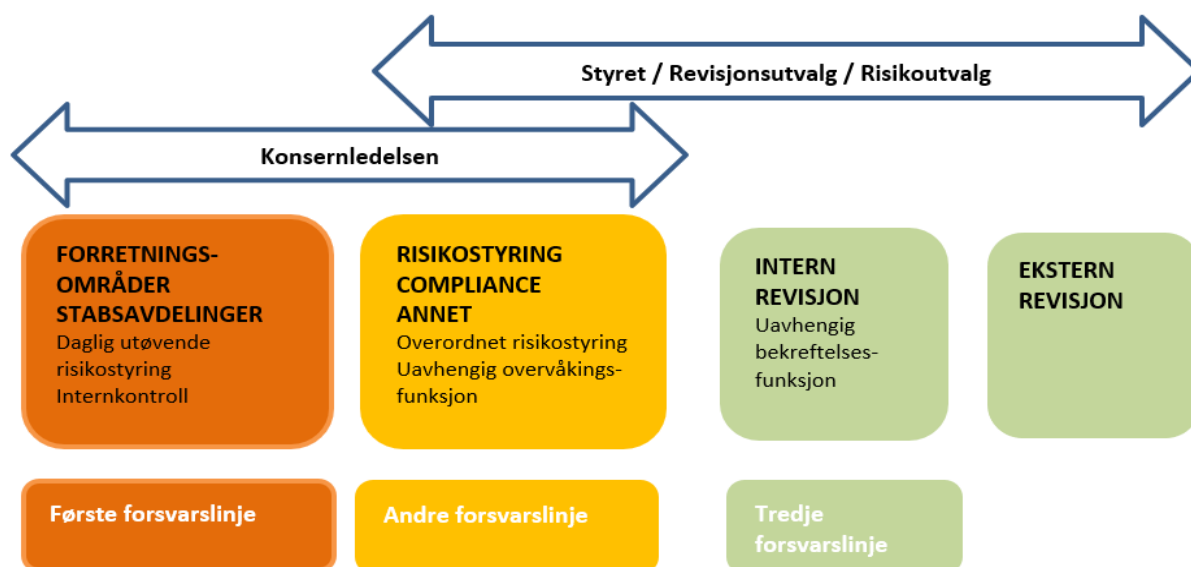 Styret / Revisjonsutvalg / Risikoutvalg
Konsernledelsen
FORRETNINGS-
OMRÅDER
STABSAVDELINGER
Daglig utøvende
risikostyring
Internkontroll
RISIKOSTYRING
COMPLIANCE
ANNET
Overordnet risikostyring
Uavhengig overvåkings-
funksjon
INTERN
REVISJON
Uavhengig
bekreftelses-
funksjon
EKSTERN
REVISJON
Første forsvarslinje
Andre forsvarslinje
Tredje
forsvarslinje